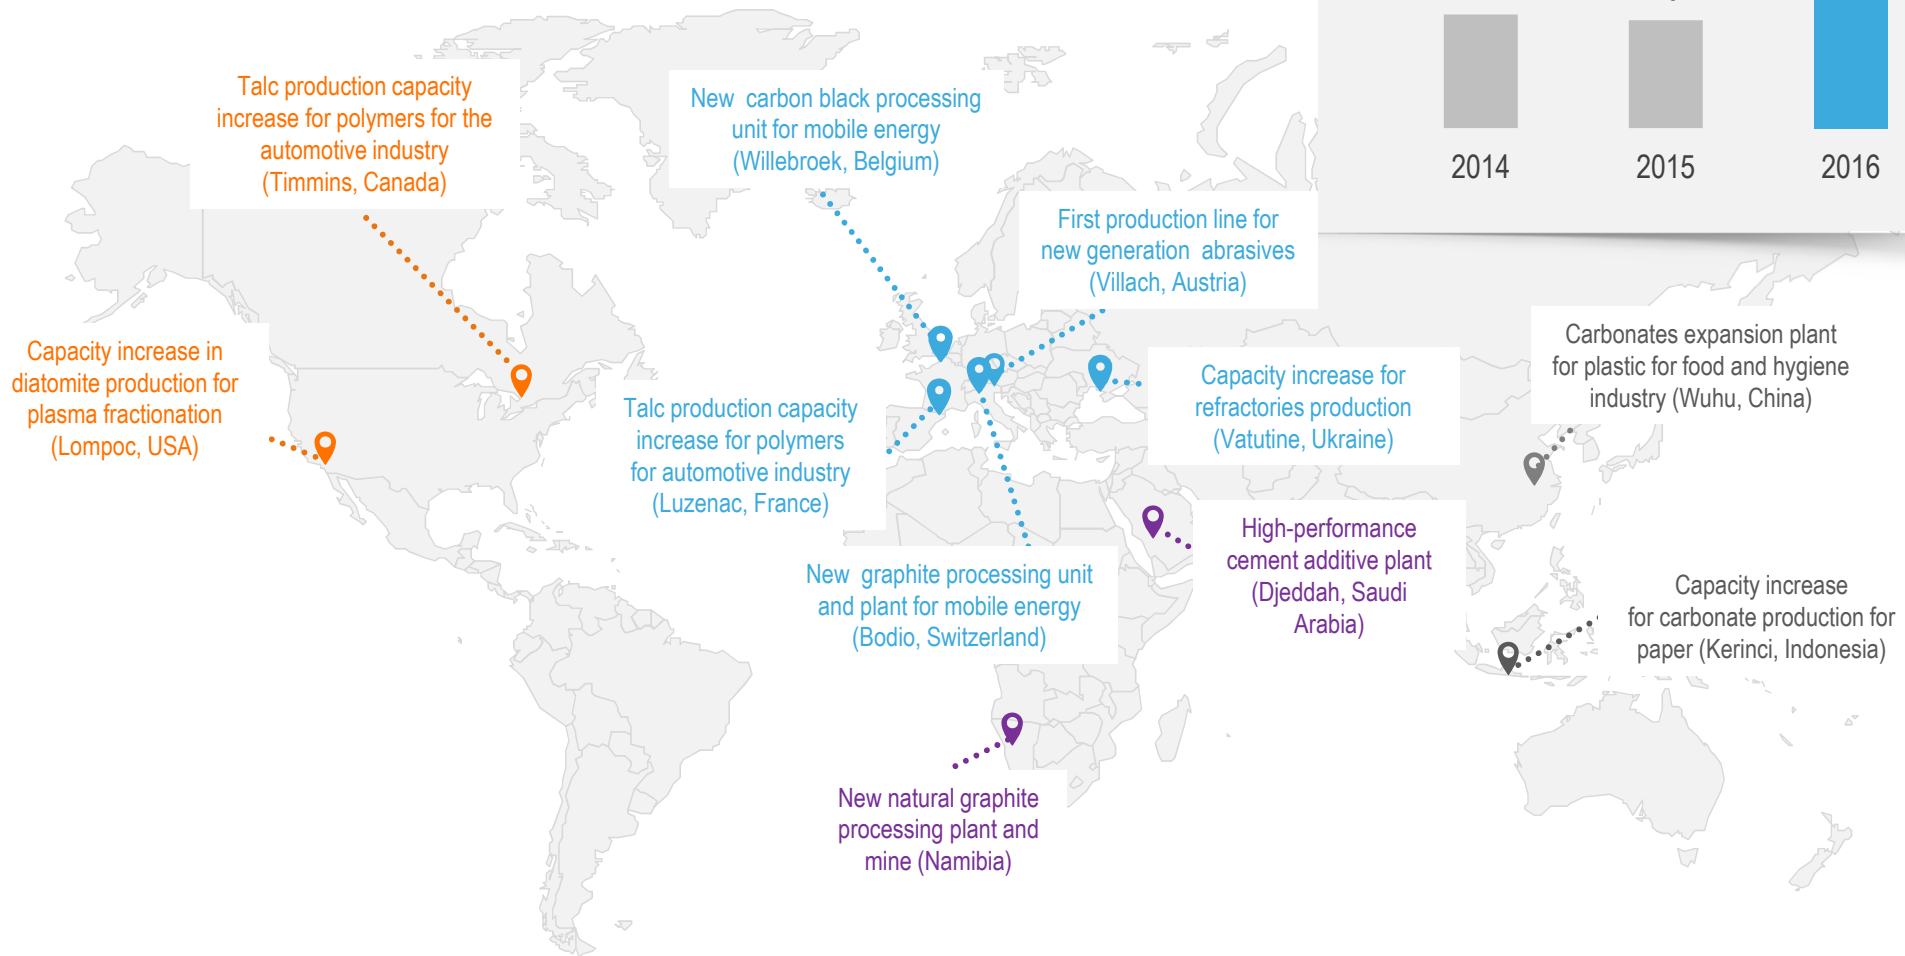 2014
2015
2016
Talc production capacity
increase for polymers for the
automotive industry
(Timmins, Canada)
New carbon black processing
unit for mobile energy
(Willebroek, Belgium)
First production line for
new generation abrasives
(Villach, Austria)
Capacity increase in
diatomite production for
plasma fractionation
(Lompoc, USA)
Talc production capacity
increase for polymers
for automotive industry
(Luzenac, France)
Capacity increase for
refractories production
(Vatutine, Ukraine)
Carbonates expansion plant
for plastic for food and hygiene
industry (Wuhu, China)
New graphite processing unit
and plant for mobile energy
(Bodio, Switzerland)
High-performance
cement additive plant
(Djeddah, Saudi
Arabia)
Capacity increase
for carbonate production for
paper (Kerinci, Indonesia)
New natural graphite
processing plant and
mine (Namibia)